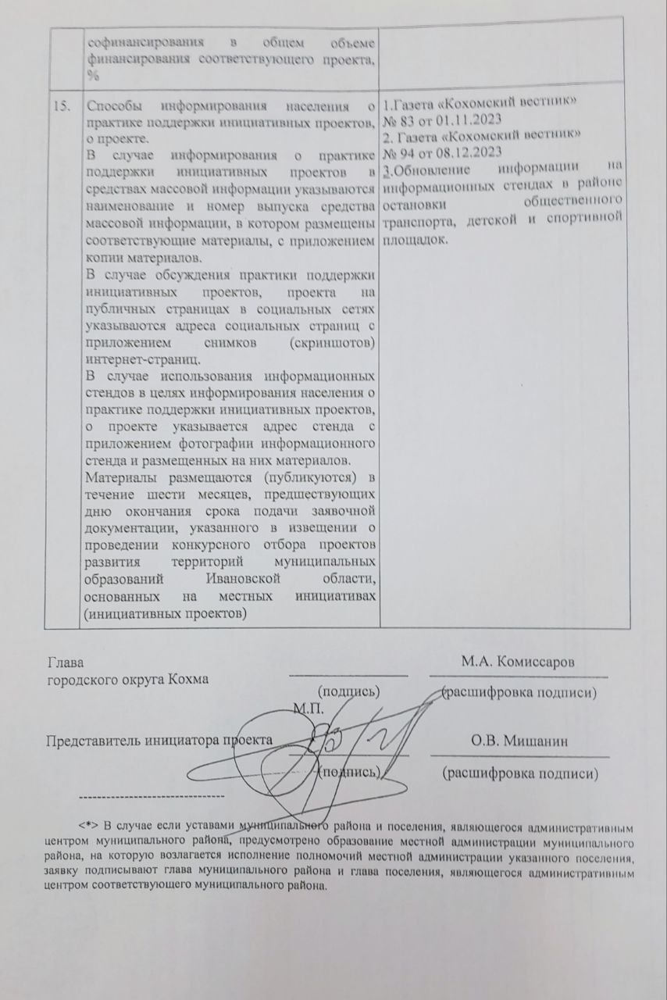 софинансирования в общем объеме
финансирования соответствующего проекта,
%
15.
Способы информирования населения о
практике поддержки инициативных проектов,
о проекте.
В случае информирования о практике
поддержки инициативных проектов в
средствах массовой информации указываются
наименование и номер выпуска средства
массовой информации, в котором размещены
соответствующие материалы, с приложением
копии материалов.
В случае обсуждения практики поддержки
инициативных проектов, проекта на
публичных страницах в социальных сетях
указываются адреса социальных страниц с
приложением снимков (скриншотов)
интернет-страниц.
В случае использования информационных
стендов в целях информирования населения о
практике поддержки инициативных проектов,
о проекте указывается адрес стенда с
приложением фотографии информационного
стенда и размещенных на них материалов.
Материалы размещаются (публикуются) в
течение шести месяцев, предшествующих
дню окончания срока подачи заявочной
документации, указанного в извещении о
проведении конкурсного отбора проектов
развития территорий муниципальных
образований Ивановской области,
основанных на местных инициативах
(инициативных проектов)
1.Газета «Кохомский вестник»
№ 83 от 01.11.2023
2. Газета «Кохомский вестник»
№ 94 от 08.12.2023
3.Обновление информации на
информационных стендах в районе
остановки общественного
транспорта, детской и спортивной
площадок.
Глава
городского округа Кохма
М.А. Комиссаров
(подпись) (расшифровка подписи)
М.П.
Представитель инициатора проекта
О.В. Мишанин
(подпись) (расшифровка подписи)
<*> В случае если уставами муниципального района и поселения, являющегося административным
центром муниципального района, предусмотрено образование местной администрации муниципального
района, на которую возлагается исполнение полномочий местной администрации указанного поселения,
заявку подписывают глава муниципального района и глава поселения, являющегося административным
центром соответствующего муниципального района.